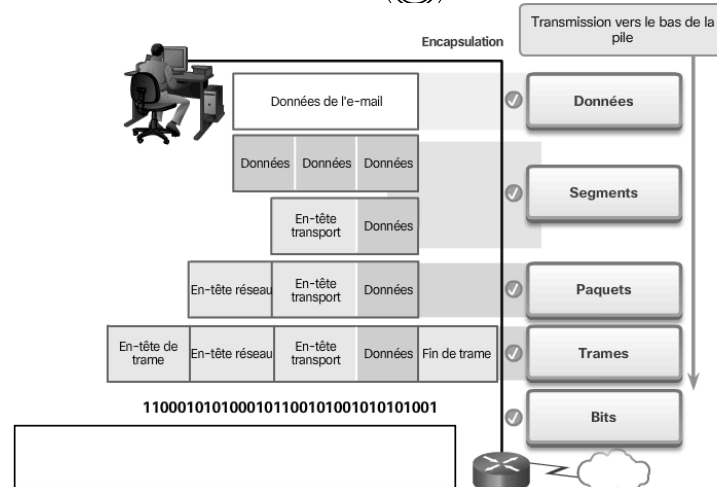 Transmission vers le bas de la
pile
Encapsulation
Données de l'e-mail
Données
Données Données Données
Segments
En-tête
transport
Données
En-tête réseau
En-tête
transport
Données
Paquets
En-tête de
trame
En-tête réseau
En-tête
transport
Données
Fin de trame
Trames
1100010101000101100101001010101001
Bits